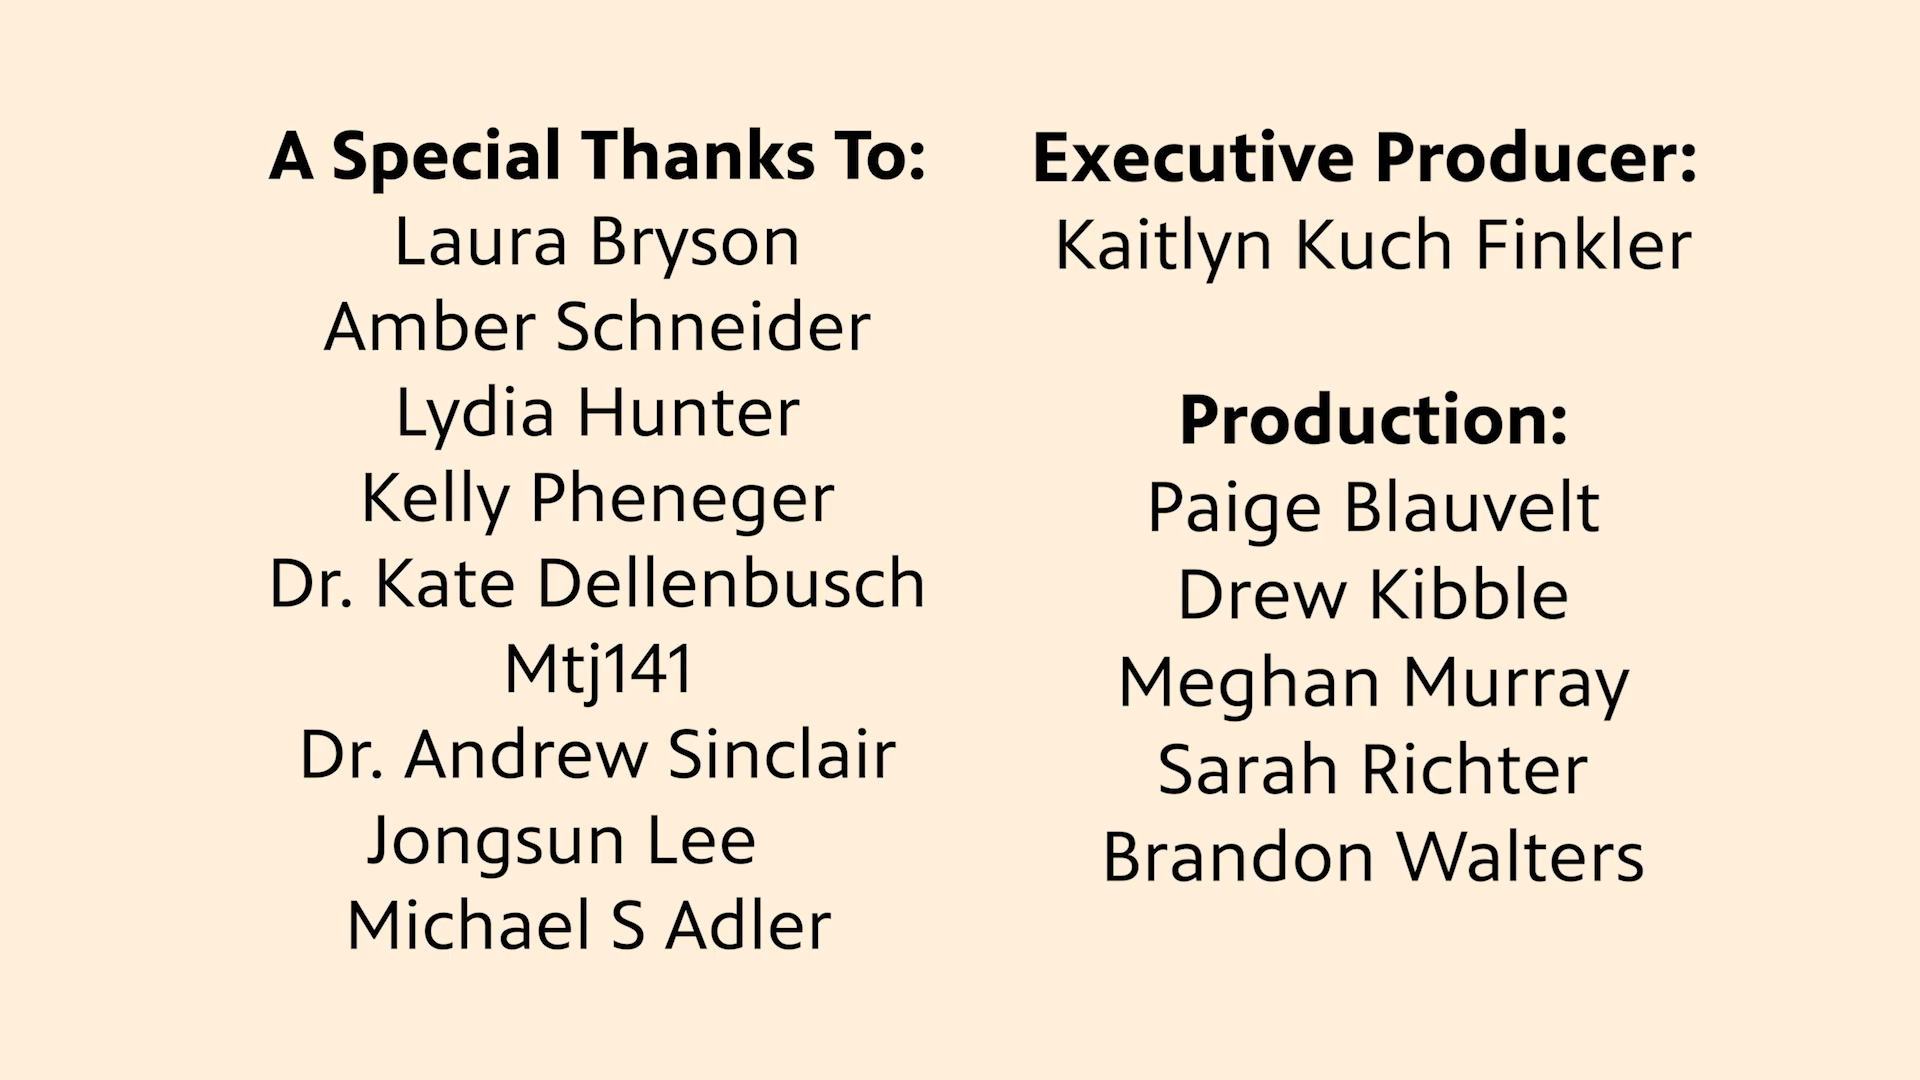 A Special Thanks To:
Laura Bryson
Amber Schneider
Lydia Hunter
Kelly Pheneger
Dr. Kate Dellenbusch
Mtj141
Dr. Andrew Sinclair
Jongsun Lee
Michael S Adler
Executive Producer:
Kaitlyn Kuch Finkler
Production:
Paige Blauvelt
Drew Kibble
Meghan Murray
Sarah Richter
Brandon Walters